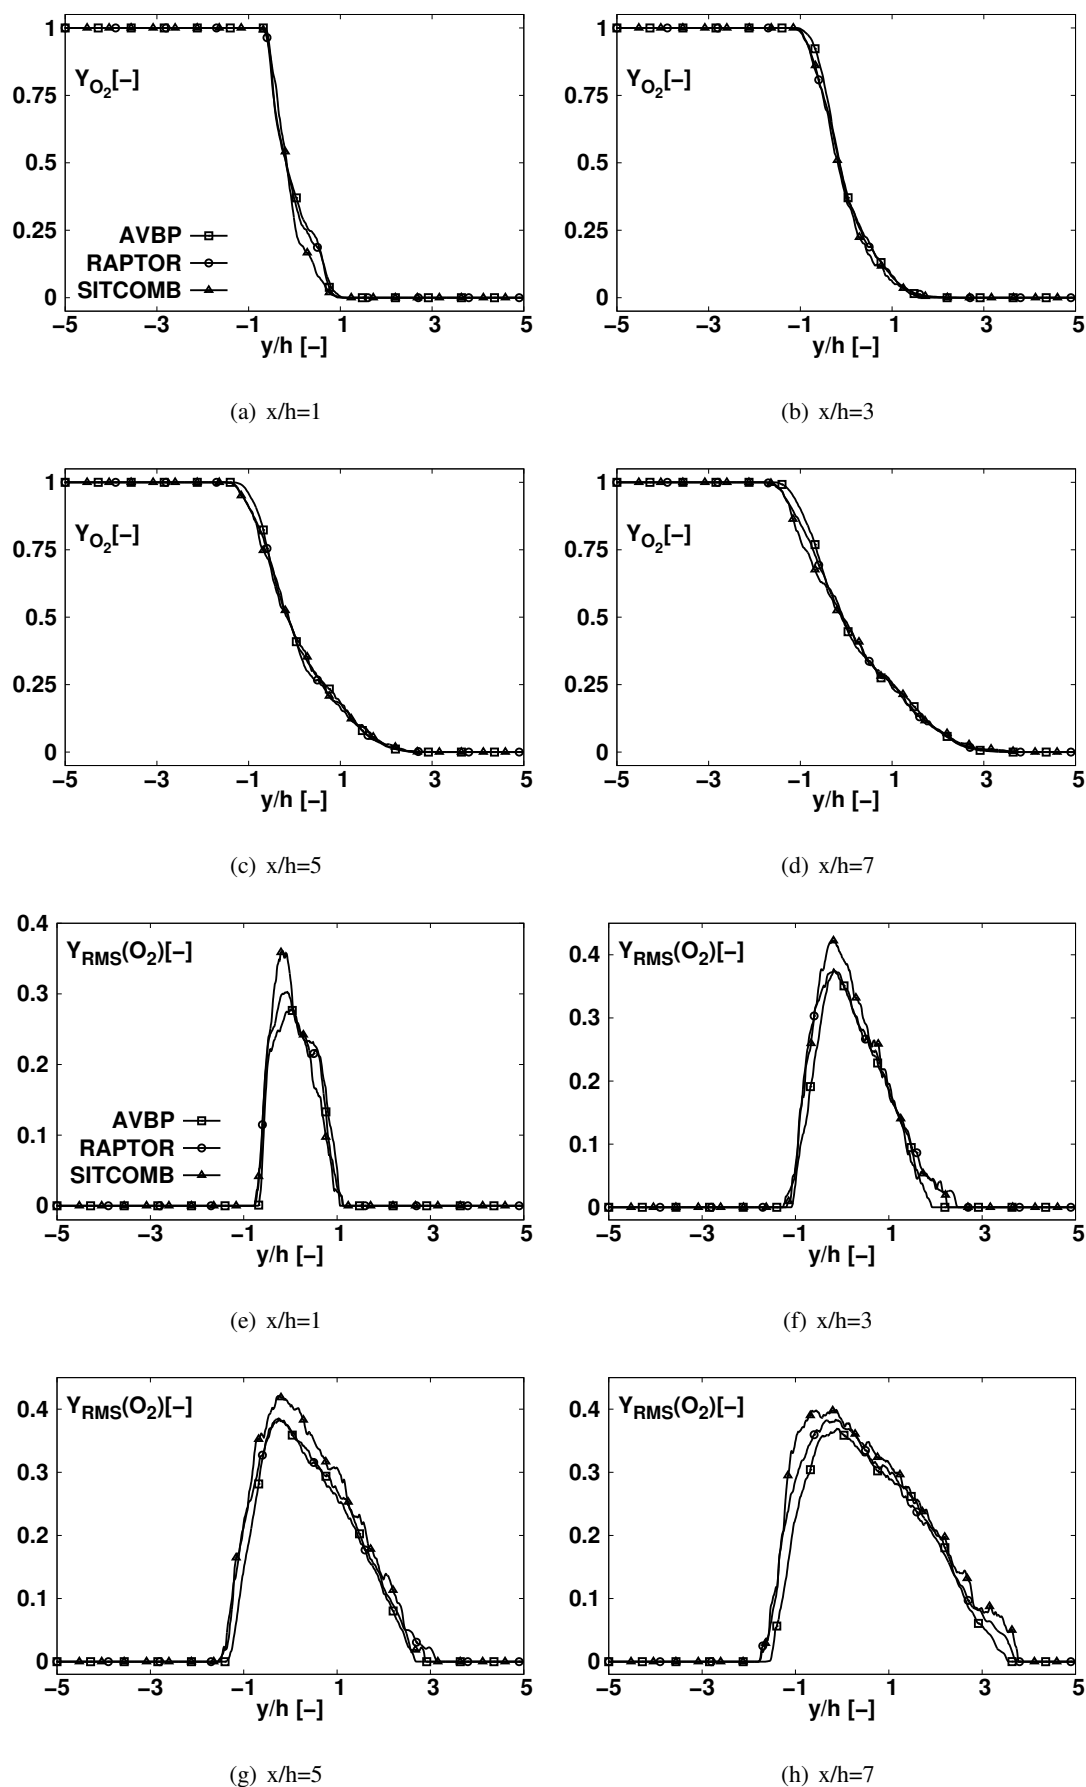 1
0.75
0.5
0.25
0
Y_O2[−]
AVBP
RAPTOR
SITCOMB
−5 −3 −1 1 3 5
y/h [−]
(a) x/h=1
1
0.75
0.5
0.25
0
Y_O2[−]
−5 −3 −1 1 3 5
y/h [−]
(b) x/h=3
1
0.75
0.5
0.25
0
Y_O2[−]
−5 −3 −1 1 3 5
y/h [−]
(c) x/h=5
1
0.75
0.5
0.25
0
Y_O2[−]
−5 −3 −1 1 3 5
y/h [−]
(d) x/h=7
0.4
0.3
0.2
0.1
0
Y_RMS(O2)[−]
AVBP
RAPTOR
SITCOMB
−5 −3 −1 1 3 5
y/h [−]
(e) x/h=1
0.4
0.3
0.2
0.1
0
Y_RMS(O2)[−]
−5 −3 −1 1 3 5
y/h [−]
(f) x/h=3
0.4
0.3
0.2
0.1
0
Y_RMS(O2)[−]
−5 −3 −1 1 3 5
y/h [−]
(g) x/h=5
0.4
0.3
0.2
0.1
0
Y_RMS(O2)[−]
−5 −3 −1 1 3 5
y/h [−]
(h) x/h=7